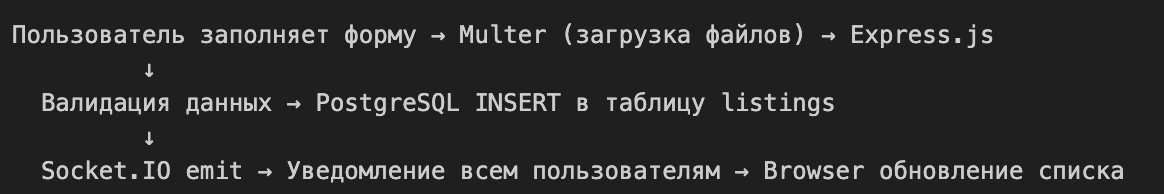 Пользователь заполняет форму → Multer (загрузка файлов) → Express.js
↓
Валидация данных → PostgreSQL INSERT в таблицу listings
↓
Socket.IO emit → Уведомление всем пользователям → Browser обновление списка